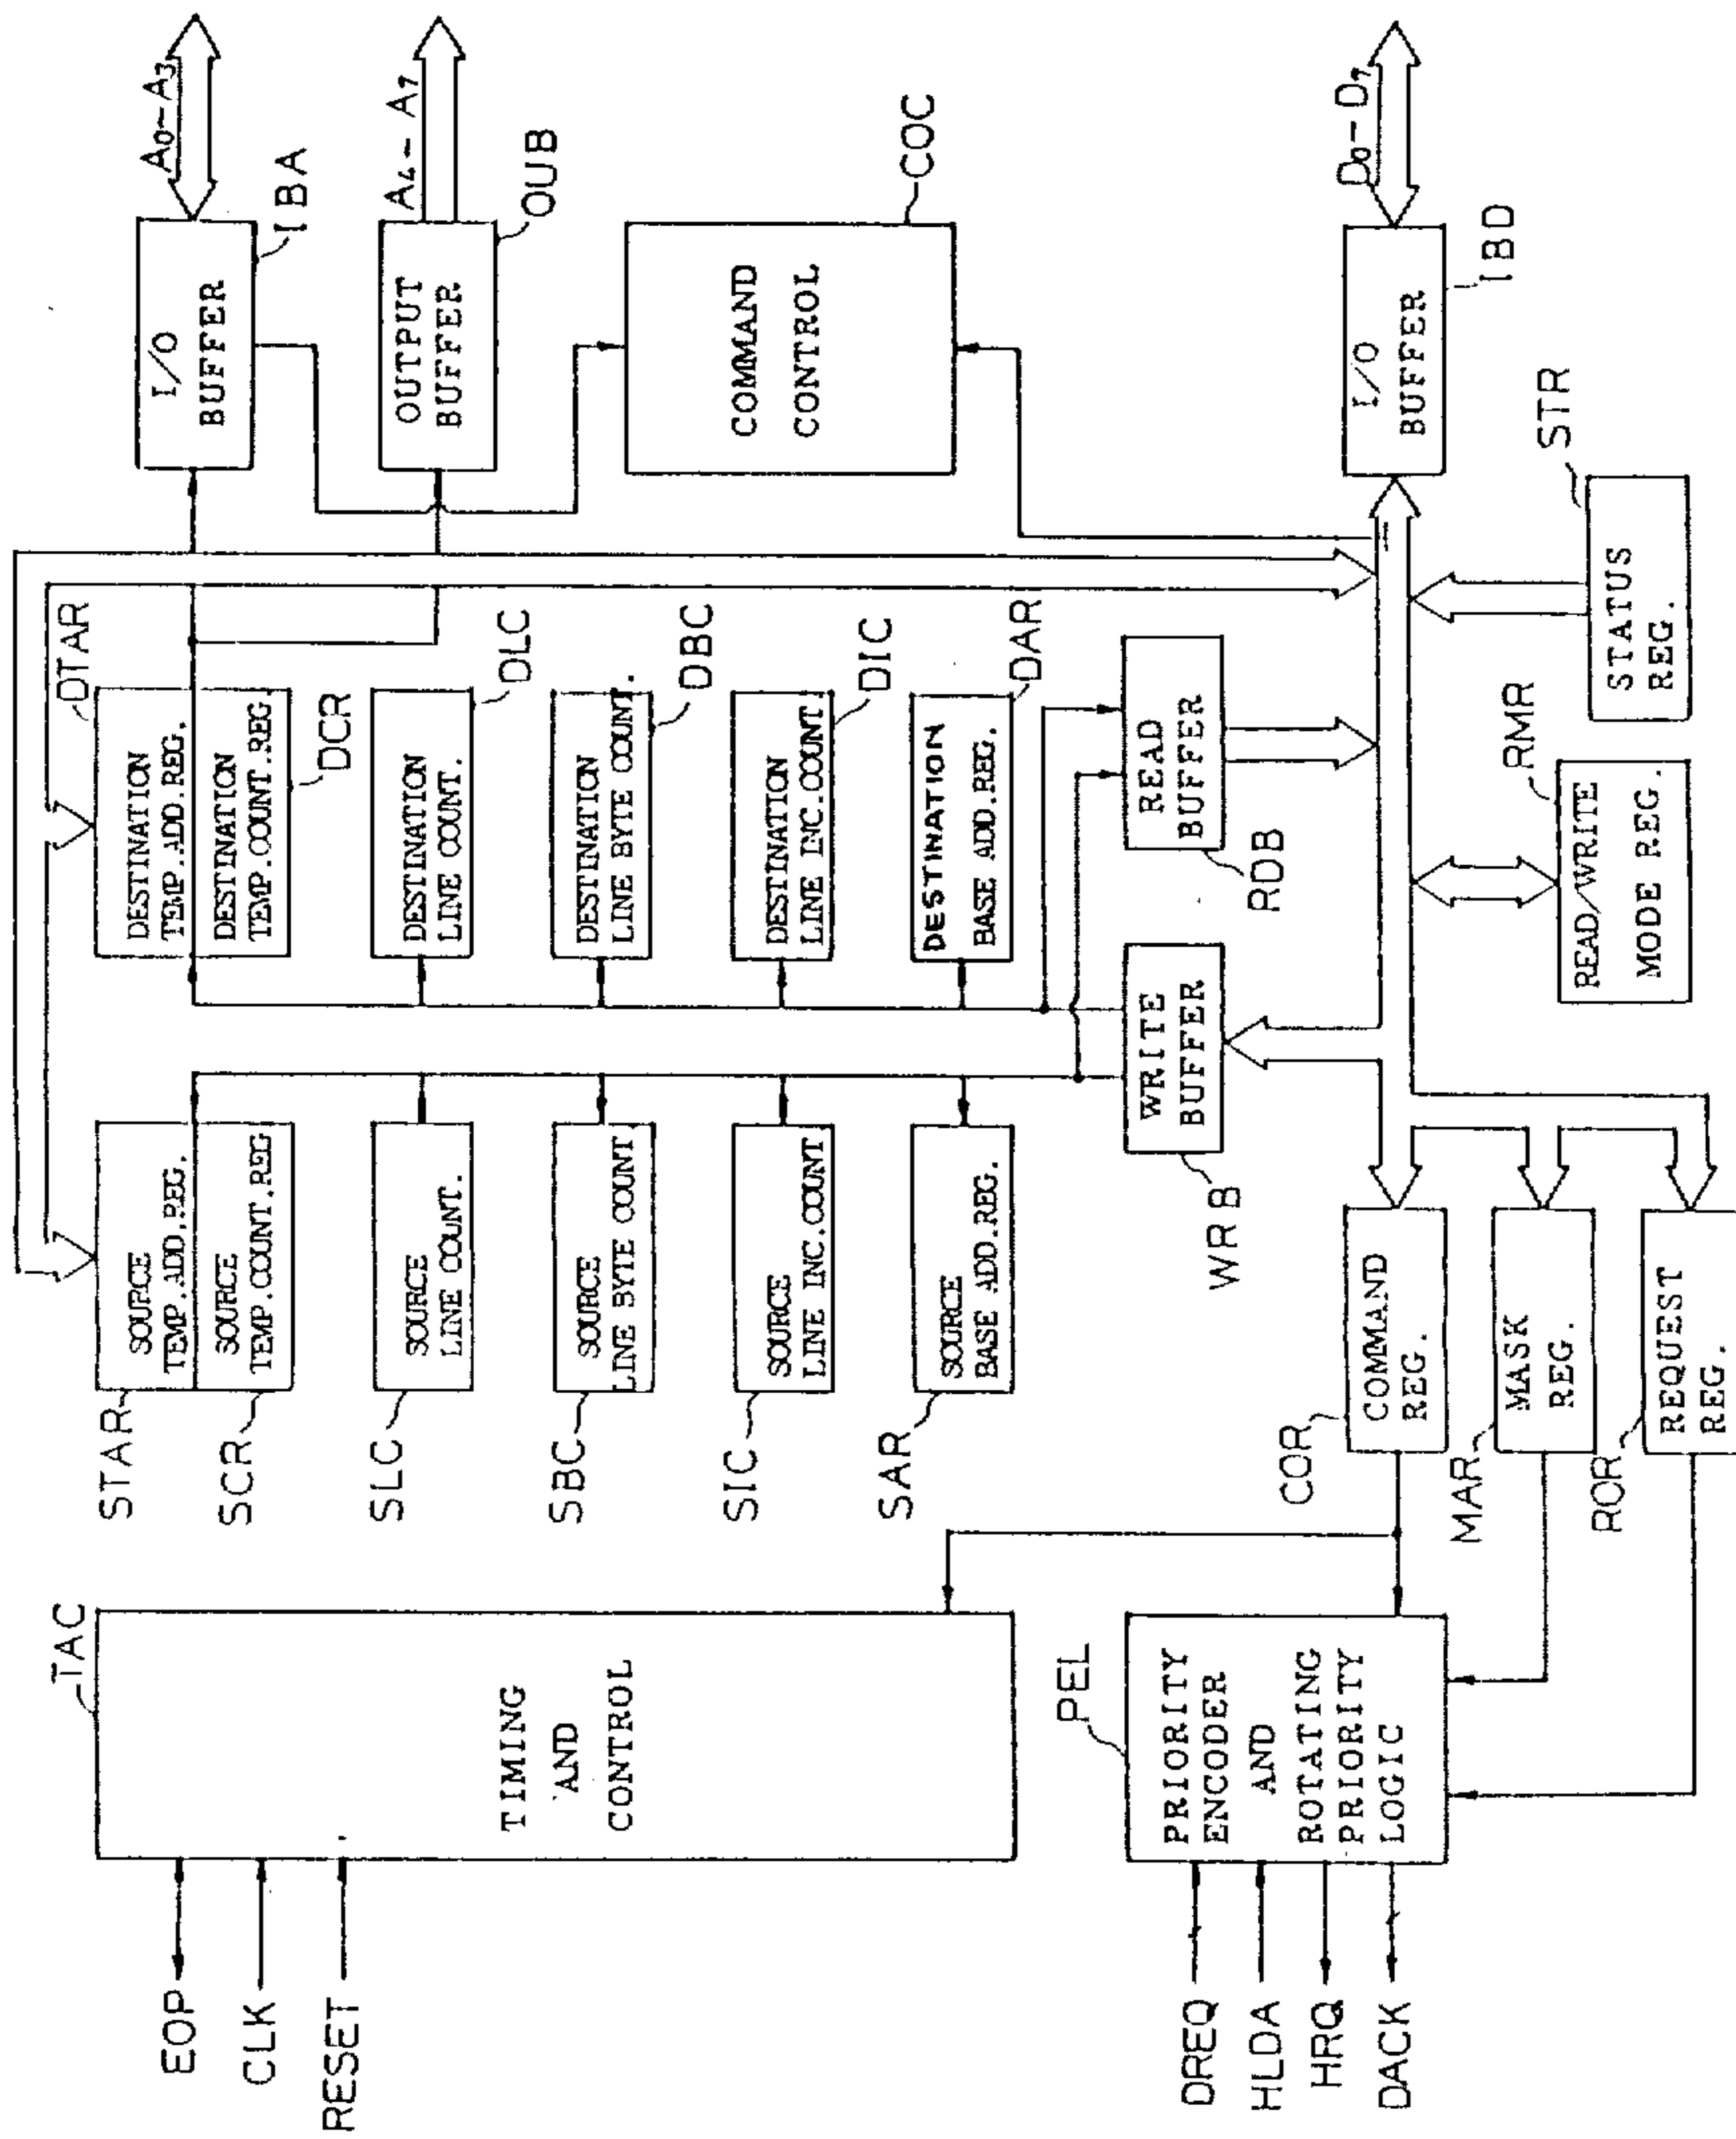 EOP
CLK
RESET
TAC
TIMING
AND
CONTROL
DREQ
HLDA
HRQ
DACK
PEL
PRIORITY
ENCODER
AND
ROTATING
PRIORITY
LOGIC
STAR
SOURCE
TEMP.ADD.REG.
SCR
SOURCE
TEMP.COUNT.REG
SLC
SOURCE
LINE COUNT.
SBC
SOURCE
LINE BYTE COUNT
SIC
SOURCE
LINE INC.COUNT
SAR
SOURCE
BASE ADD.REG.
DTAR
DESTINATION
TEMP.ADD.REG.
DCR
DESTINATION
TEMP.COUNT.REG
DLC
DESTINATION
LINE COUNT.
DBC
DESTINATION
LINE BYTE COUNT.
DIC
DESTINATION
LINE INC.COUNT
DAR
DESTINATION
BASE ADD.REG.
WRB
WRITE
BUFFER
RDB
READ
BUFFER
COR
COMMAND
REG.
MAR
MASK
REG.
ROR
REQUEST
REG.
RMR
READ/WRITE
MODE REG.
STR
STATUS
REG.
I/O
BUFFER
IBA
A0~A3
OUTPUT
BUFFER
OUB
A4-A7
COMMAND
CONTROL
COC
I/O
BUFFER
IBD
D0-D7